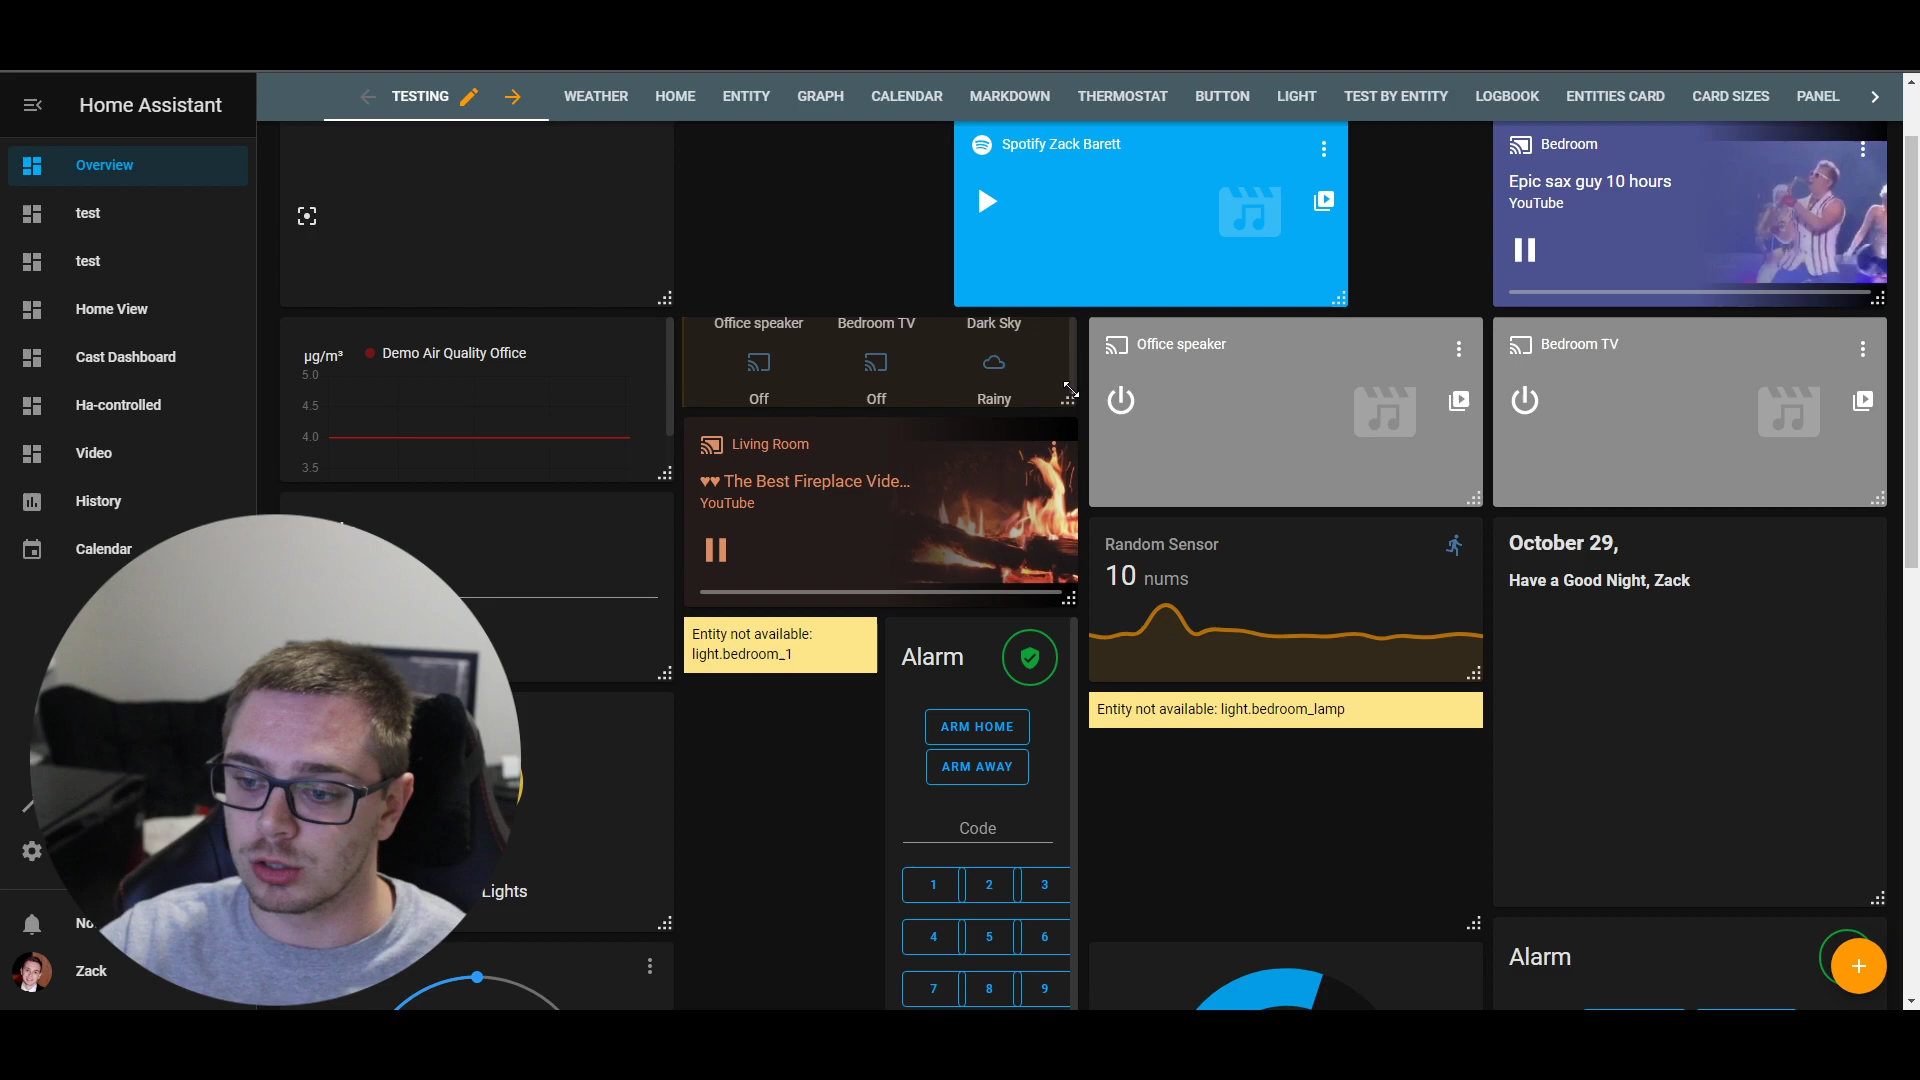 Home Assistant
TESTING
WEATHER
HOME
ENTITY
GRAPH
CALENDAR
MARKDOWN
THERMOSTAT
BUTTON
LIGHT
TEST BY ENTITY
LOGBOOK
ENTITIES CARD
CARD SIZES
PANEL
Overview
test
test
Home View
Cast Dashboard
Ha-controlled
Video
History
Calendar
Zack
Spotify Zack Barett
Bedroom
Epic sax guy 10 hours
YouTube
µg/m³
Demo Air Quality Office
5.0
4.5
4.0
3.5
Office speaker
Bedroom TV
Dark Sky
Off
Off
Rainy
Office speaker
Bedroom TV
Living Room
♥♥ The Best Fireplace Vide...
YouTube
Random Sensor
10 nums
October 29,
Have a Good Night, Zack
Entity not available:
light.bedroom_1
Alarm
ARM HOME
ARM AWAY
Code
1
2
3
4
5
6
7
8
9
Entity not available: light.bedroom_lamp
Lights
Alarm